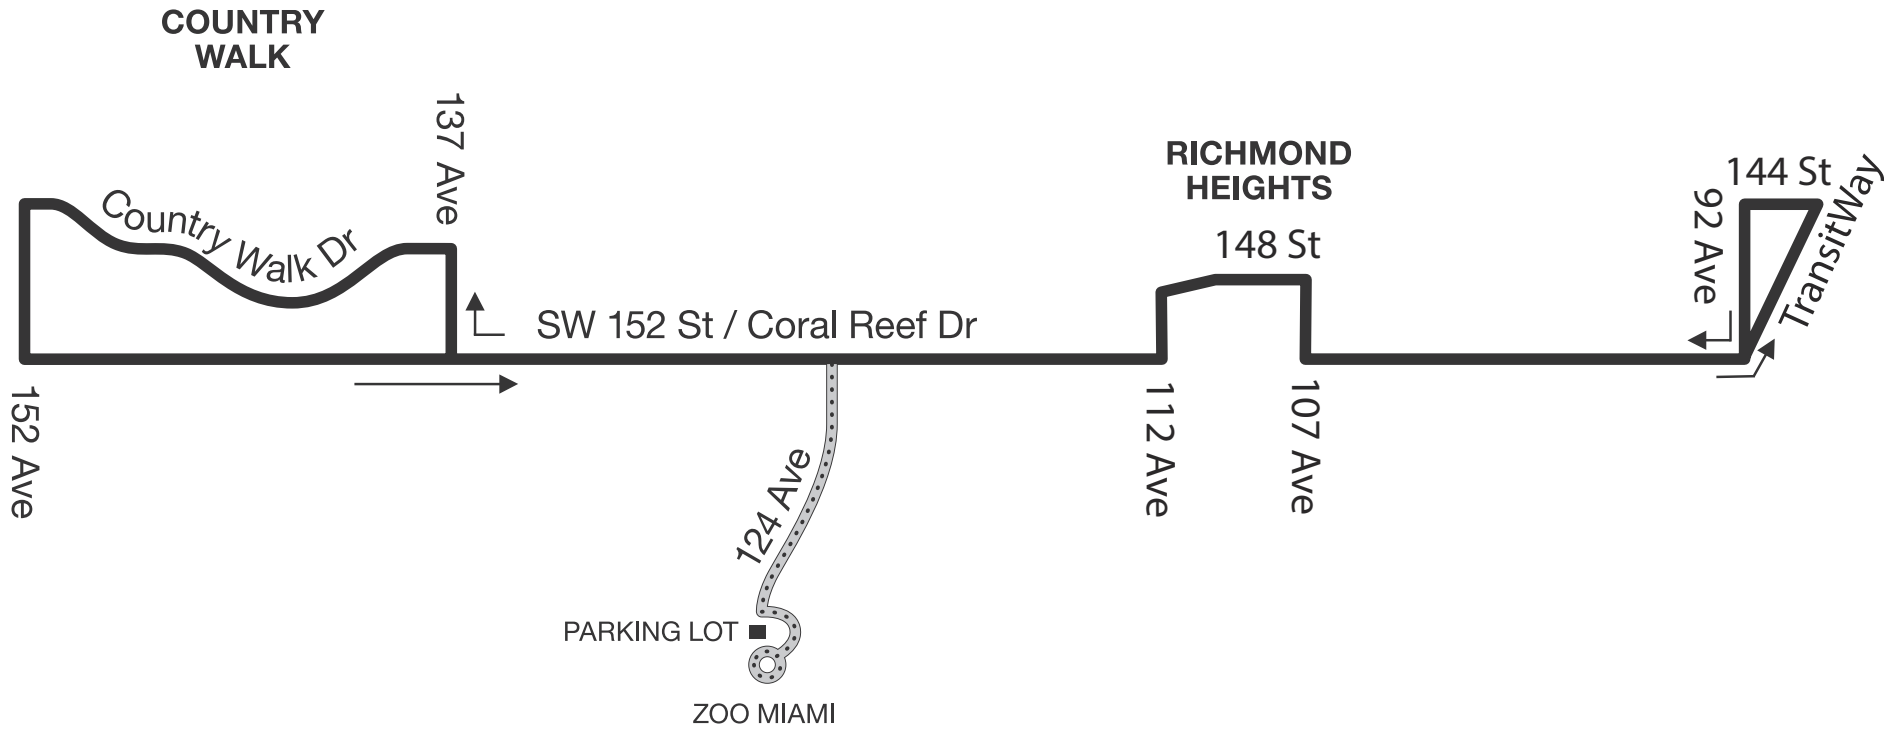 COUNTRY
WALK
137 Ave
RICHMOND
HEIGHTS
144 St
TransitWay
92 Ave
Country Walk Dr
148 St
SW 152 St / Coral Reef Dr
152 Ave
112 Ave
107 Ave
124 Ave
PARKING LOT
ZOO MIAMI